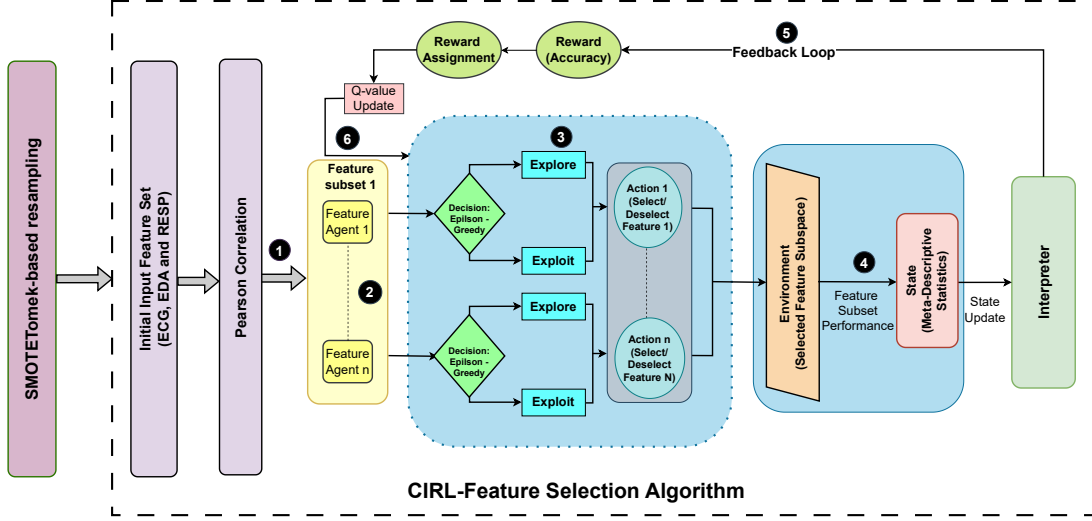 SMOTETomek-based resampling
Initial Input Feature Set
(ECG, EDA and RESP)
Pearson Correlation
1
Feature
subset 1
Feature
Agent 1
2
Feature
Agent n
Reward
Assignment
Reward
(Accuracy)
5
Feedback Loop
Q-value
Update
6
3
Decision:
Epilson -
Greedy
Explore
Exploit
Decision:
Epilson -
Greedy
Explore
Exploit
Action 1
(Select/
Deselect
Feature 1)
Action n
(Select/
Deselect
Feature N)
Environment
(Selected Feature Subspace)
4
Feature
Subset
Performance
State
(Meta-Descriptive
Statistics)
State
Update
Interpreter
CIRL-Feature Selection Algorithm